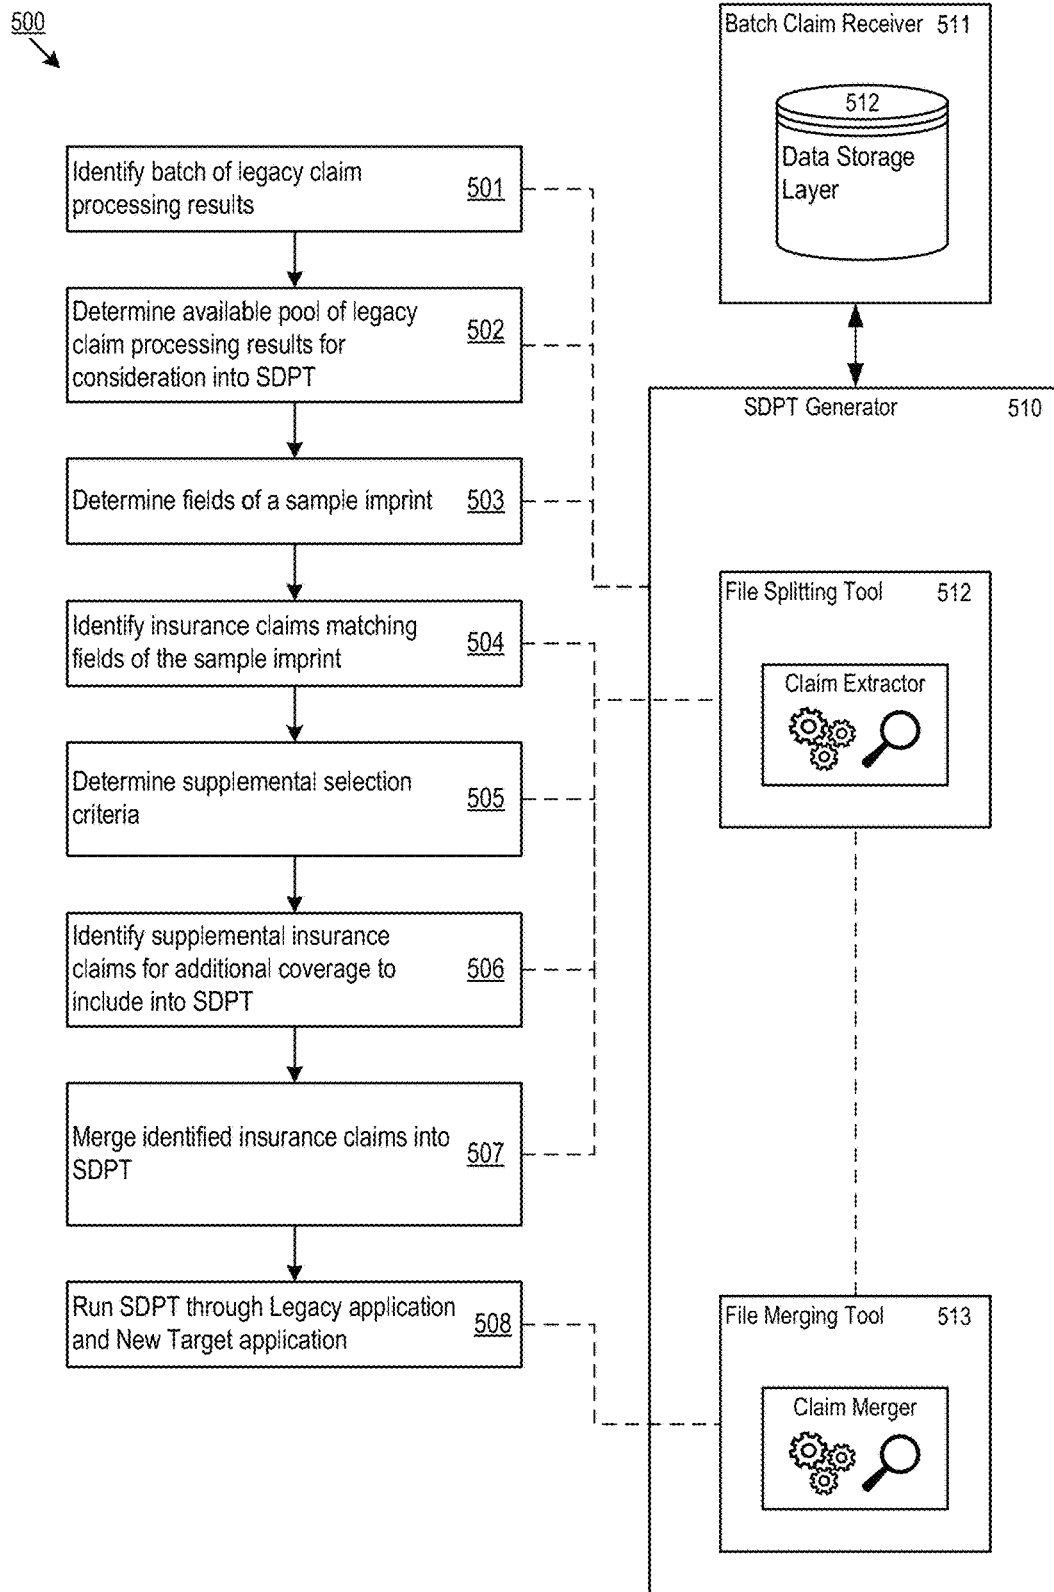 500
Identify batch of legacy claim
processing results
501
Determine available pool of legacy
claim processing results for
consideration into SDPT
502
Determine fields of a sample imprint
503
Identify insurance claims matching
fields of the sample imprint
504
Determine supplemental selection
criteria
505
Identify supplemental insurance
claims for additional coverage to
include into SDPT
506
Merge identified insurance claims into
SDPT
507
Run SDPT through Legacy application
and New Target application
508
Batch Claim Receiver 511
512
Data Storage
Layer
SDPT Generator 510
File Splitting Tool 512
Claim Extractor
File Merging Tool 513
Claim Merger